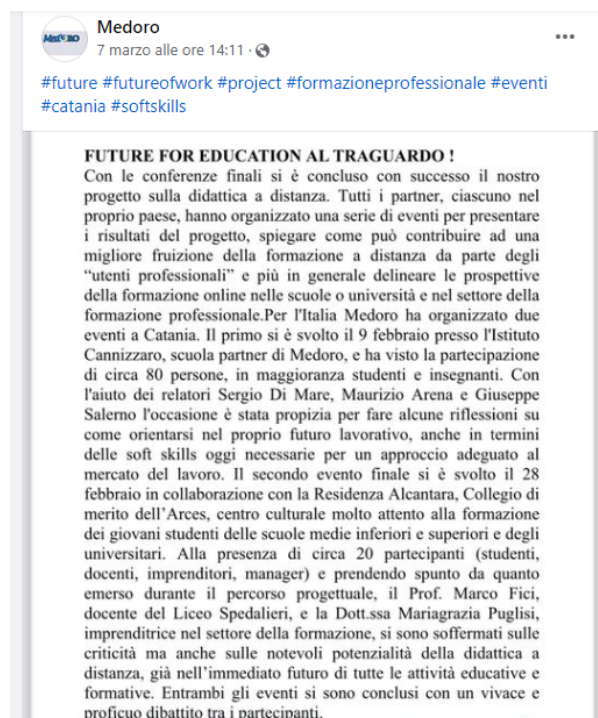 Medoro
Medoro
7 marzo alle ore 14:11 ·
#future #futureofwork #project #formazioneprofessionale #eventi
#catania #softskills
FUTURE FOR EDUCATION AL TRAGUARDO !
Con le conferenze finali si è concluso con successo il nostro
progetto sulla didattica a distanza. Tutti i partner, ciascuno nel
proprio paese, hanno organizzato una serie di eventi per presentare
i risultati del progetto, spiegare come può contribuire ad una
migliore fruizione della formazione a distanza da parte degli
“utenti professionali” e più in generale delineare le prospettive
della formazione online nelle scuole o università e nel settore della
formazione professionale.Per l'Italia Medoro ha organizzato due
eventi a Catania. Il primo si è svolto il 9 febbraio presso l'Istituto
Cannizzaro, scuola partner di Medoro, e ha visto la partecipazione
di circa 80 persone, in maggioranza studenti e insegnanti. Con
l'aiuto dei relatori Sergio Di Mare, Maurizio Arena e Giuseppe
Salerno l'occasione è stata propizia per fare alcune riflessioni su
come orientarsi nel proprio futuro lavorativo, anche in termini
delle soft skills oggi necessarie per un approccio adeguato al
mercato del lavoro. Il secondo evento finale si è svolto il 28
febbraio in collaborazione con la Residenza Alcantara, Collegio di
merito dell’Arces, centro culturale molto attento alla formazione
dei giovani studenti delle scuole medie inferiori e superiori e degli
universitari. Alla presenza di circa 20 partecipanti (studenti,
docenti, imprenditori, manager) e prendendo spunto da quanto
emerso durante il percorso progettuale, il Prof. Marco Fici,
docente del Liceo Spedalieri, e la Dott.ssa Mariagrazia Puglisi,
imprenditrice nel settore della formazione, si sono soffermati sulle
criticità ma anche sulle notevoli potenzialità della didattica a
distanza, già nell’immediato futuro di tutte le attività educative e
formative. Entrambi gli eventi si sono conclusi con un vivace e
proficuo dibattito tra i partecipanti.